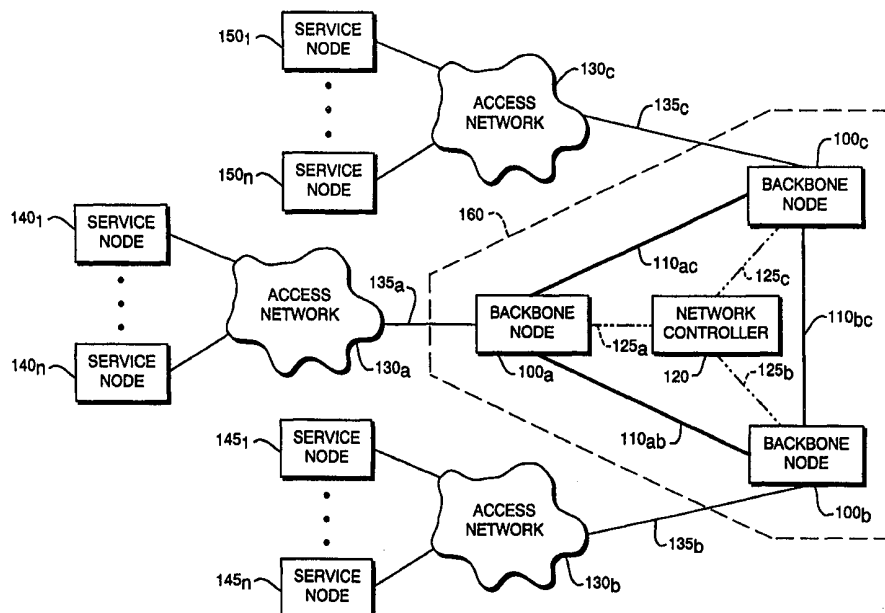 150₁
SERVICE
NODE
150ₙ
SERVICE
NODE
ACCESS
NETWORK
130c
135c
100c
BACKBONE
NODE
160
140₁
SERVICE
NODE
140ₙ
SERVICE
NODE
ACCESS
NETWORK
135a
130a
110ac
125c
BACKBONE
NODE
100a
125a
NETWORK
CONTROLLER
120
110bc
125b
110ab
BACKBONE
NODE
100b
145₁
SERVICE
NODE
145ₙ
SERVICE
NODE
ACCESS
NETWORK
130b
135b